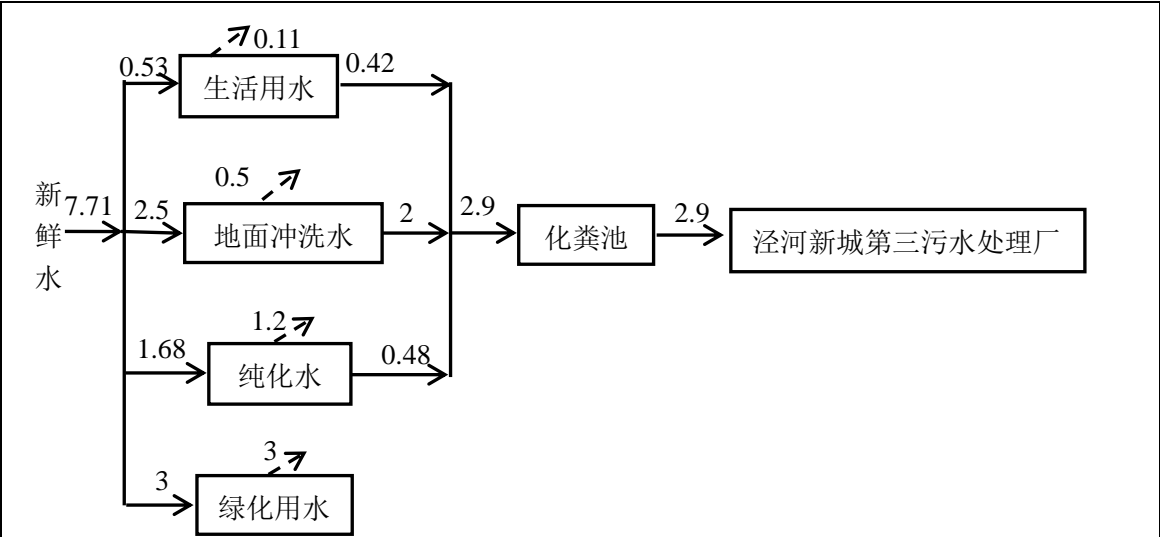 0.11
0.53
生活用水
0.42
新鲜水
7.71
0.5
2.5
地面冲洗水
2
2.9
化粪池
2.9
泾河新城第三污水处理厂
1.2
1.68
纯化水
0.48
3
3
绿化用水